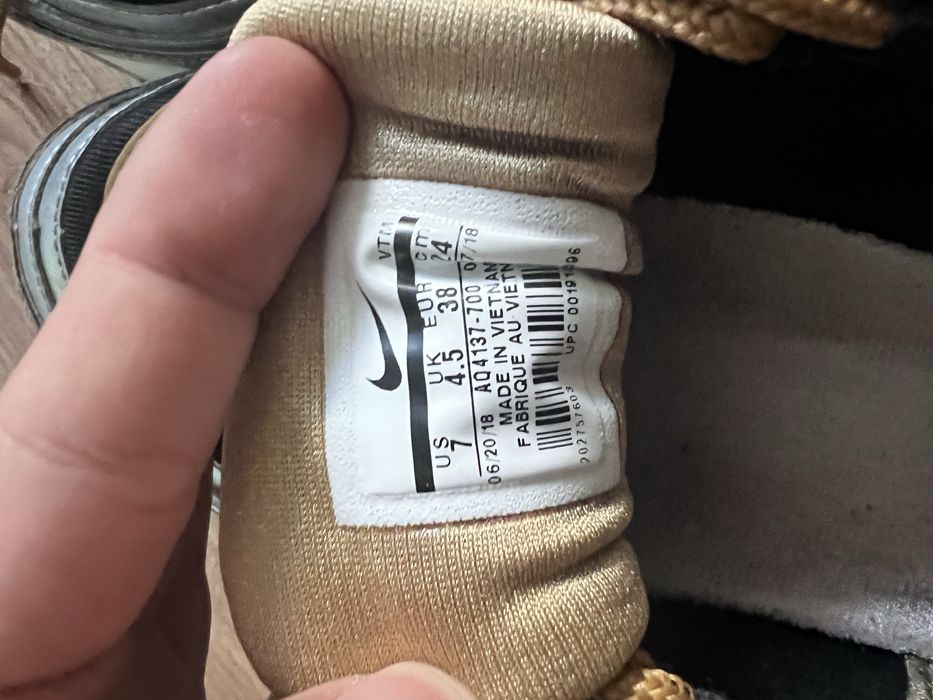 VTM
US UK EUR cm
7 4.5 38 24
06/20/18 AQ4137-700 07/18
MADE IN VIETNAM
FABRIQUE AU VIETN
UPC 00191